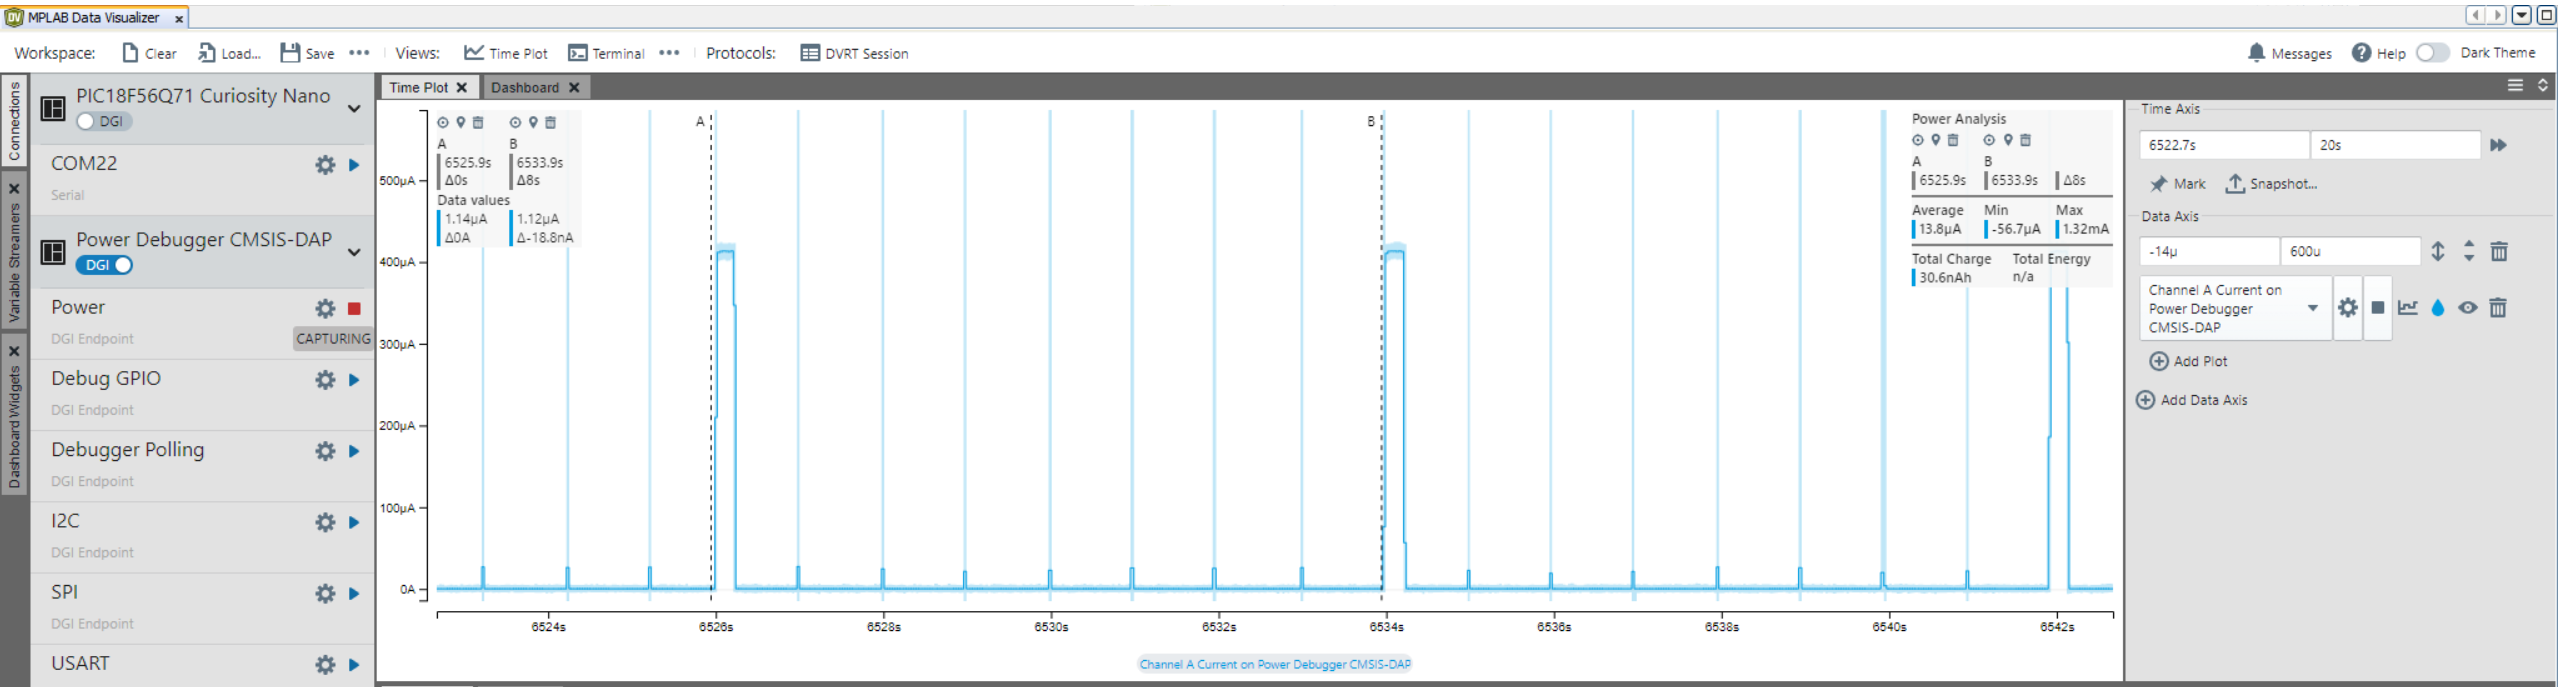 MPLAB Data Visualizer
Workspace: Clear Load... Save ••• Views: Time Plot Terminal ••• Protocols: DVRT Session Messages Help Dark Theme
Connections
Variable Streamers
Dashboard Widgets
PIC18F56Q71 Curiosity Nano
DGI
COM22
Serial
Power Debugger CMSIS-DAP
DGI
Power
DGI Endpoint
CAPTURING
Debug GPIO
DGI Endpoint
Debugger Polling
DGI Endpoint
I2C
DGI Endpoint
SPI
DGI Endpoint
USART
Time Plot Dashboard
A B
6525.9s 6533.9s
Δ0s Δ8s
Data values
1.14µA 1.12µA
Δ0A Δ-18.8nA
A
B
500µA
400µA
300µA
200µA
100µA
0A
6524s 6526s 6528s 6530s 6532s 6534s 6536s 6538s 6540s 6542s
Channel A Current on Power Debugger CMSIS-DAP
Power Analysis
A B
6525.9s 6533.9s Δ8s
Average Min Max
13.8µA -56.7µA 1.32mA
Total Charge Total Energy
30.6nAh n/a
Time Axis
6522.7s 20s
Mark Snapshot...
Data Axis
-14µ 600u
Channel A Current on
Power Debugger
CMSIS-DAP
Add Plot
Add Data Axis